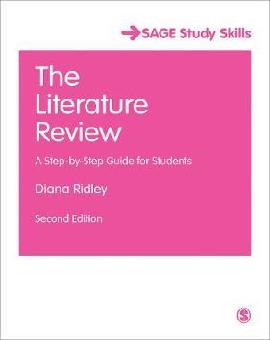 SAGE Study Skills
The
Literature
Review
A Step-by-Step Guide for Students
Diana Ridley
Second Edition